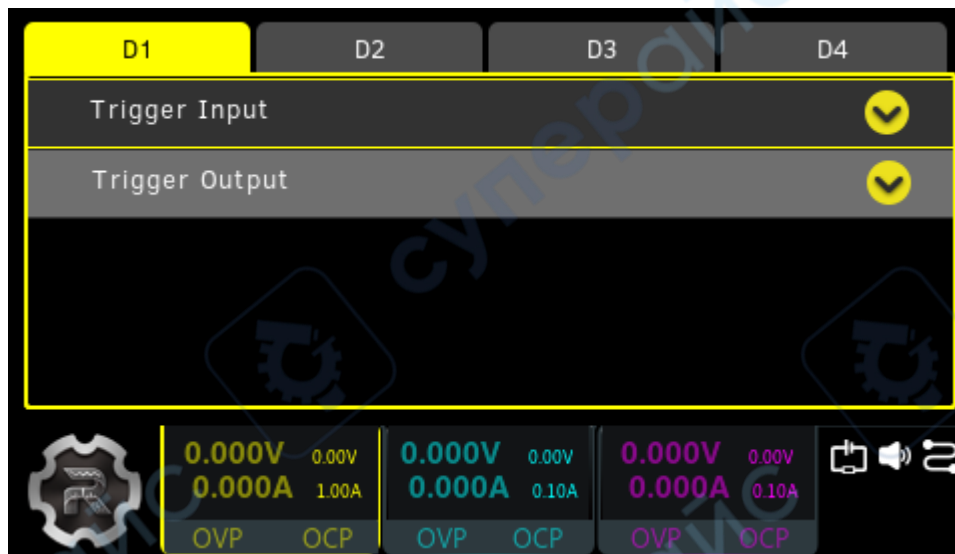 D1 D2 D3 D4
Trigger Input
Trigger Output
0.000V 0.00V 0.000V 0.00V 0.000V 0.00V
0.000A 1.00A 0.000A 0.10A 0.000A 0.10A
OVP OCP OVP OCP OVP OCP
суперайс